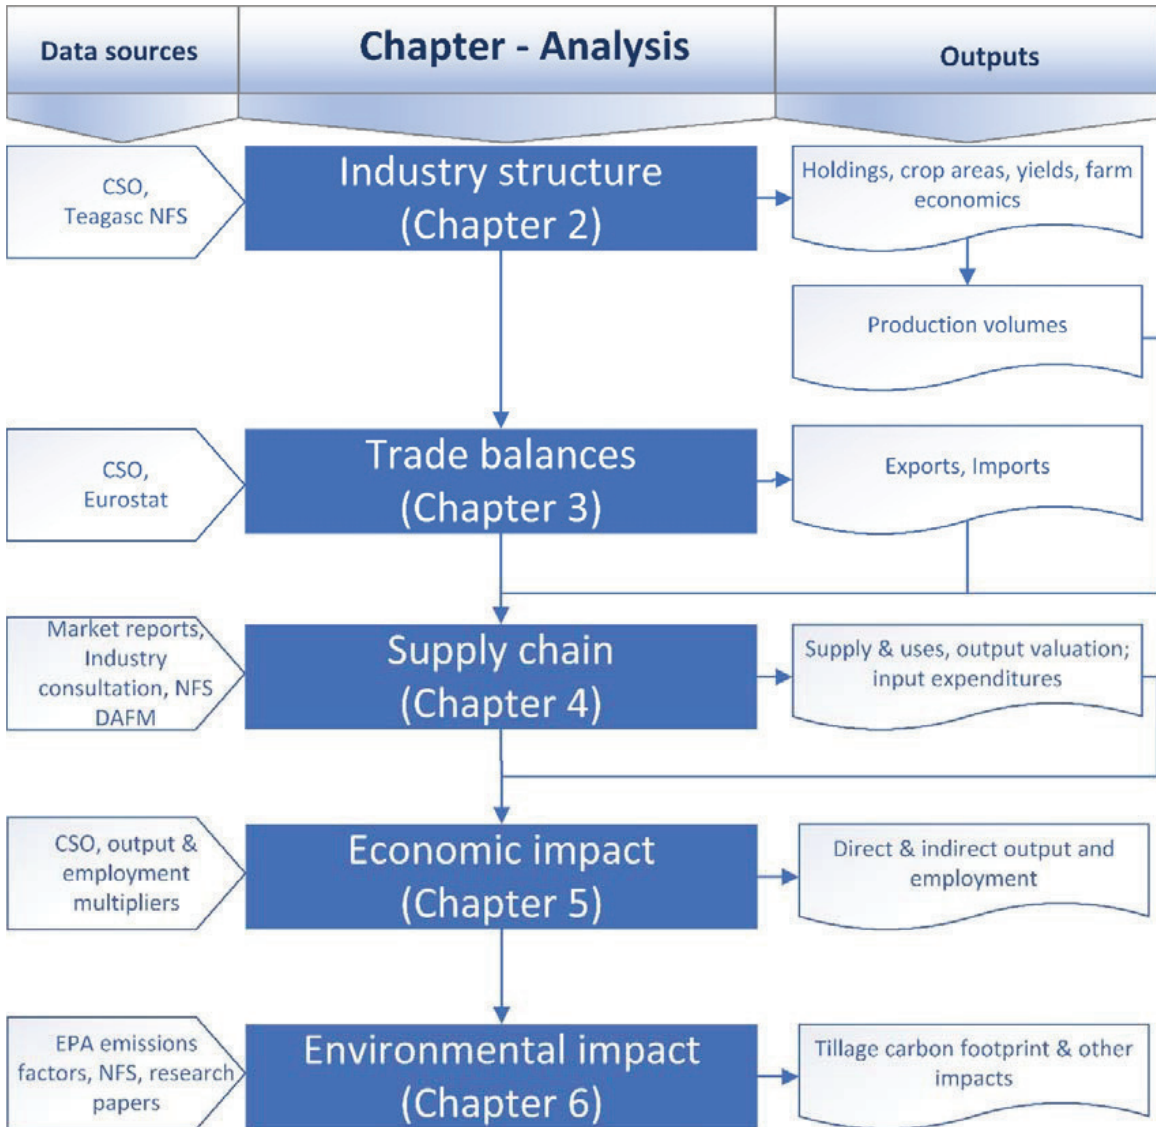 Data sources
Chapter - Analysis
Outputs
CSO,
Teagasc NFS
Industry structure
(Chapter 2)
Holdings, crop areas, yields, farm
economics
Production volumes
CSO,
Eurostat
Trade balances
(Chapter 3)
Exports, Imports
Market reports,
Industry
consultation, NFS
DAFM
Supply chain
(Chapter 4)
Supply & uses, output valuation;
input expenditures
CSO, output &
employment
multipliers
Economic impact
(Chapter 5)
Direct & indirect output and
employment
EPA emissions
factors, NFS, research
papers
Environmental impact
(Chapter 6)
Tillage carbon footprint & other
impacts